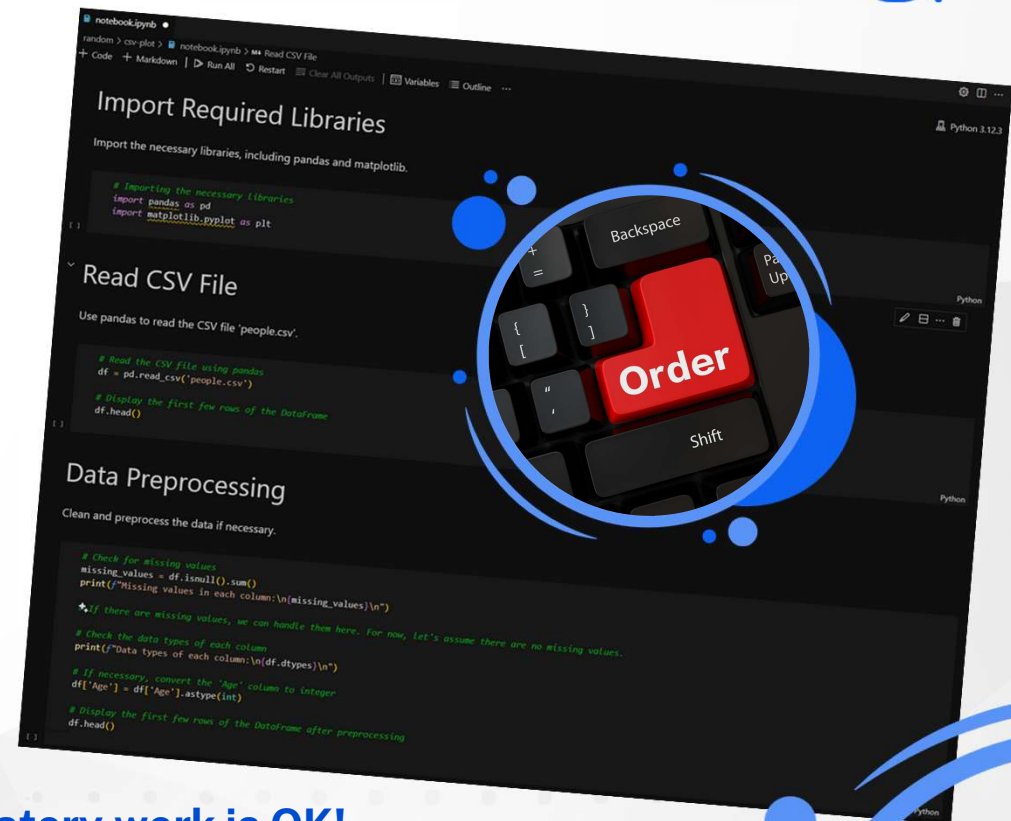 notebook.ipynb
random > csv-plot > notebook.ipynb > M↓ Read CSV File
+ Code + Markdown | Run All Restart Clear All Outputs | Variables Outline ...
Python 3.12.3
Import Required Libraries
Import the necessary libraries, including pandas and matplotlib.
# Importing the necessary libraries
import pandas as pd
import matplotlib.pyplot as plt
[ ]
Python
Read CSV File
Use pandas to read the CSV file 'people.csv'.
# Read the CSV file using pandas
df = pd.read_csv('people.csv')
# Display the first few rows of the DataFrame
df.head()
[ ]
Python
Data Preprocessing
Clean and preprocess the data if necessary.
# Check for missing values
missing_values = df.isnull().sum()
print(f"Missing values in each column:\n{missing_values}\n")
If there are missing values, we can handle them here. For now, let's assume there are no missing values.
# Check the data types of each column
print(f"Data types of each column:\n{df.dtypes}\n")
# If necessary, convert the 'Age' column to integer
df['Age'] = df['Age'].astype(int)
# Display the first few rows of the DataFrame after preprocessing
df.head()
[ ]
Python
+
=
Backspace
{
[
}
]
Up
"
,
Order
Shift
work is OK!